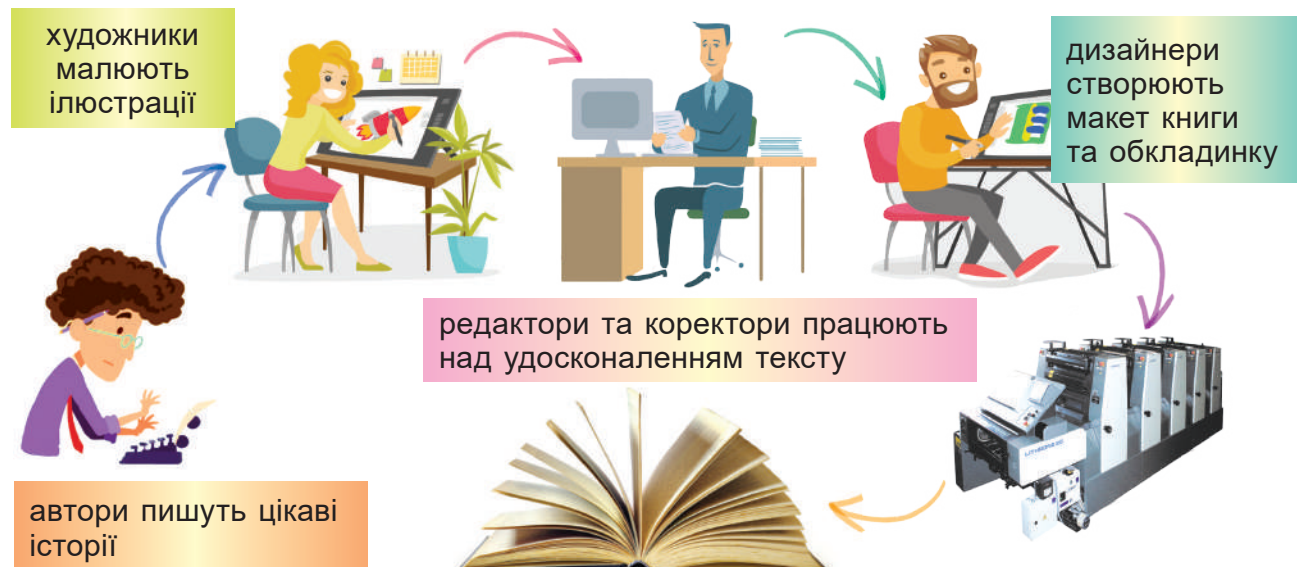 художники
малюють
ілюстрації
дизайнери
створюють
макет книги
та обкладинку
редактори та коректори працюють
над удосконаленням тексту
автори пишуть цікаві
історії